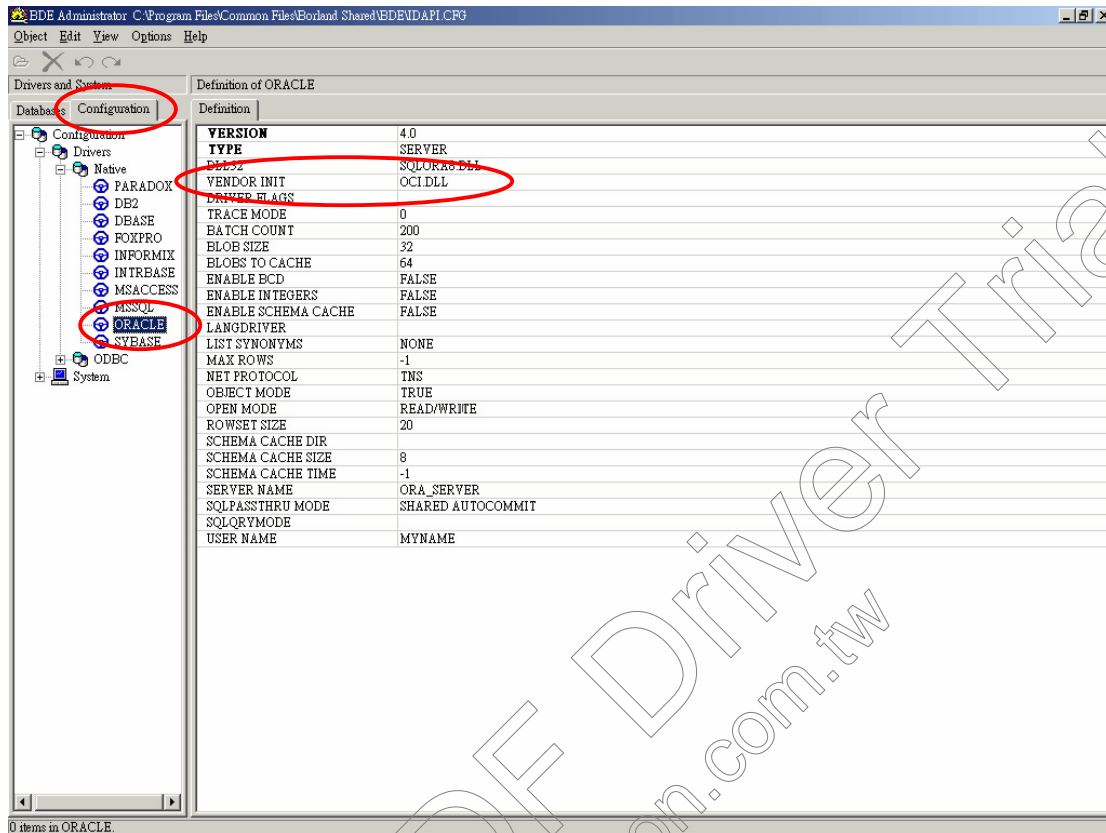 BDE Administrator C:\Program Files\Common Files\Borland Shared\BDE\IDAPI.CFG
Object Edit View Options Help
Drivers and System
Definition of ORACLE
Databases Configuration
Definition
Configuration
Drivers
Native
PARADOX
DB2
DBASE
FOXPRO
INFORMIX
INTRBASE
MSACCESS
MSSQL
ORACLE
SYBASE
ODBC
System
VERSION 4.0
TYPE SERVER
DLL32 SQLORA8.DLL
VENDOR INIT OCI.DLL
DRIVER FLAGS
TRACE MODE 0
BATCH COUNT 200
BLOB SIZE 32
BLOBS TO CACHE 64
ENABLE BCD FALSE
ENABLE INTEGERS FALSE
ENABLE SCHEMA CACHE FALSE
LANGDRIVER
LIST SYNONYMS NONE
MAX ROWS -1
NET PROTOCOL TNS
OBJECT MODE TRUE
OPEN MODE READ/WRITE
ROWSET SIZE 20
SCHEMA CACHE DIR
SCHEMA CACHE SIZE 8
SCHEMA CACHE TIME -1
SERVER NAME ORA_SERVER
SQLPASSTHRU MODE SHARED AUTOCOMMIT
SQLQRYMODE
USER NAME MYNAME
0 items in ORACLE.
DF Driver Tria
on.com.tw